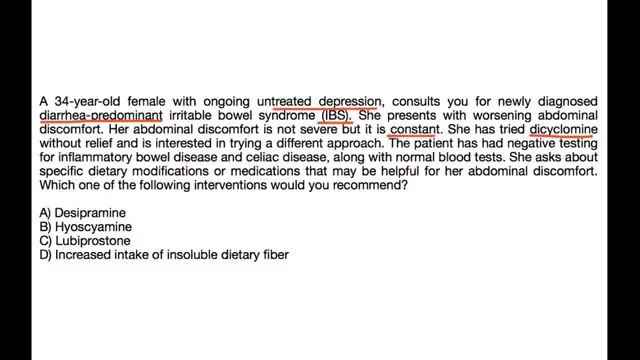 A 34-year-old female with ongoing untreated depression, consults you for newly diagnosed
diarrhea-predominant irritable bowel syndrome (IBS). She presents with worsening abdominal
discomfort. Her abdominal discomfort is not severe but it is constant. She has tried dicyclomine
without relief and is interested in trying a different approach. The patient has had negative testing
for inflammatory bowel disease and celiac disease, along with normal blood tests. She asks about
specific dietary modifications or medications that may be helpful for her abdominal discomfort.
Which one of the following interventions would you recommend?
A) Desipramine
B) Hyoscyamine
C) Lubiprostone
D) Increased intake of insoluble dietary fiber